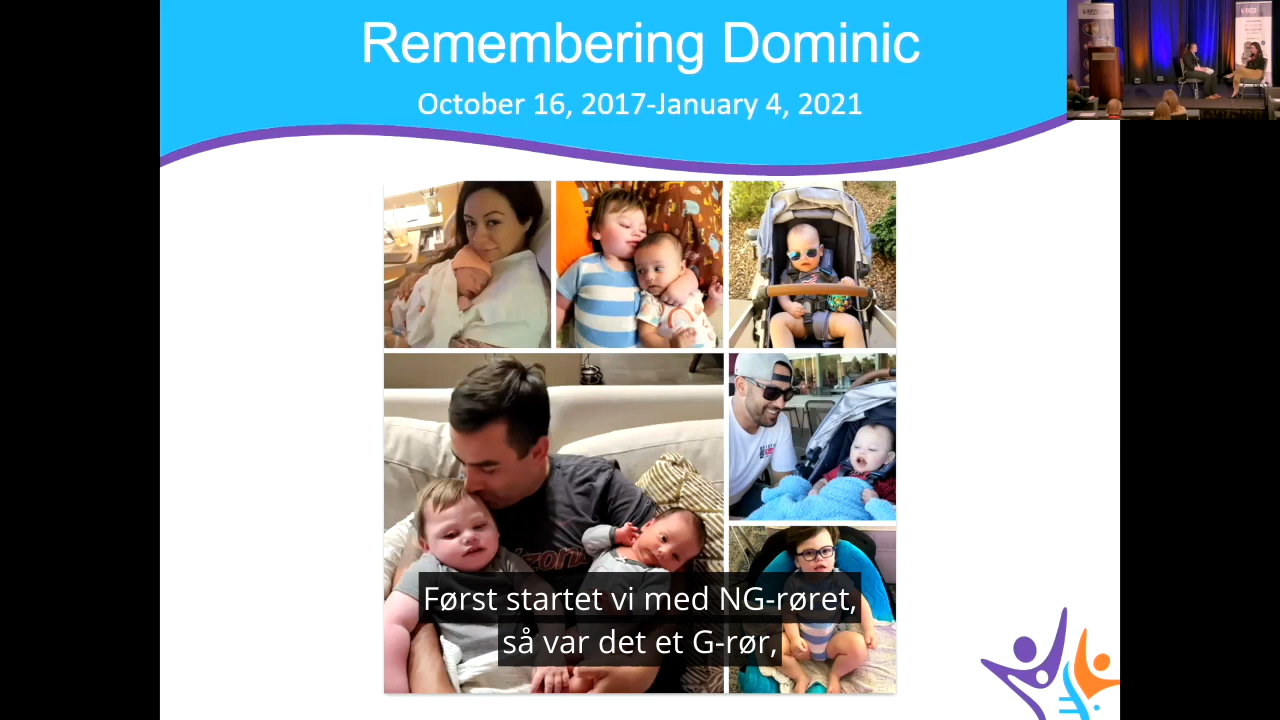 Remembering Dominic
October 16, 2017-January 4, 2021
Først startet vi med NG-røret,
så var det et G-rør,